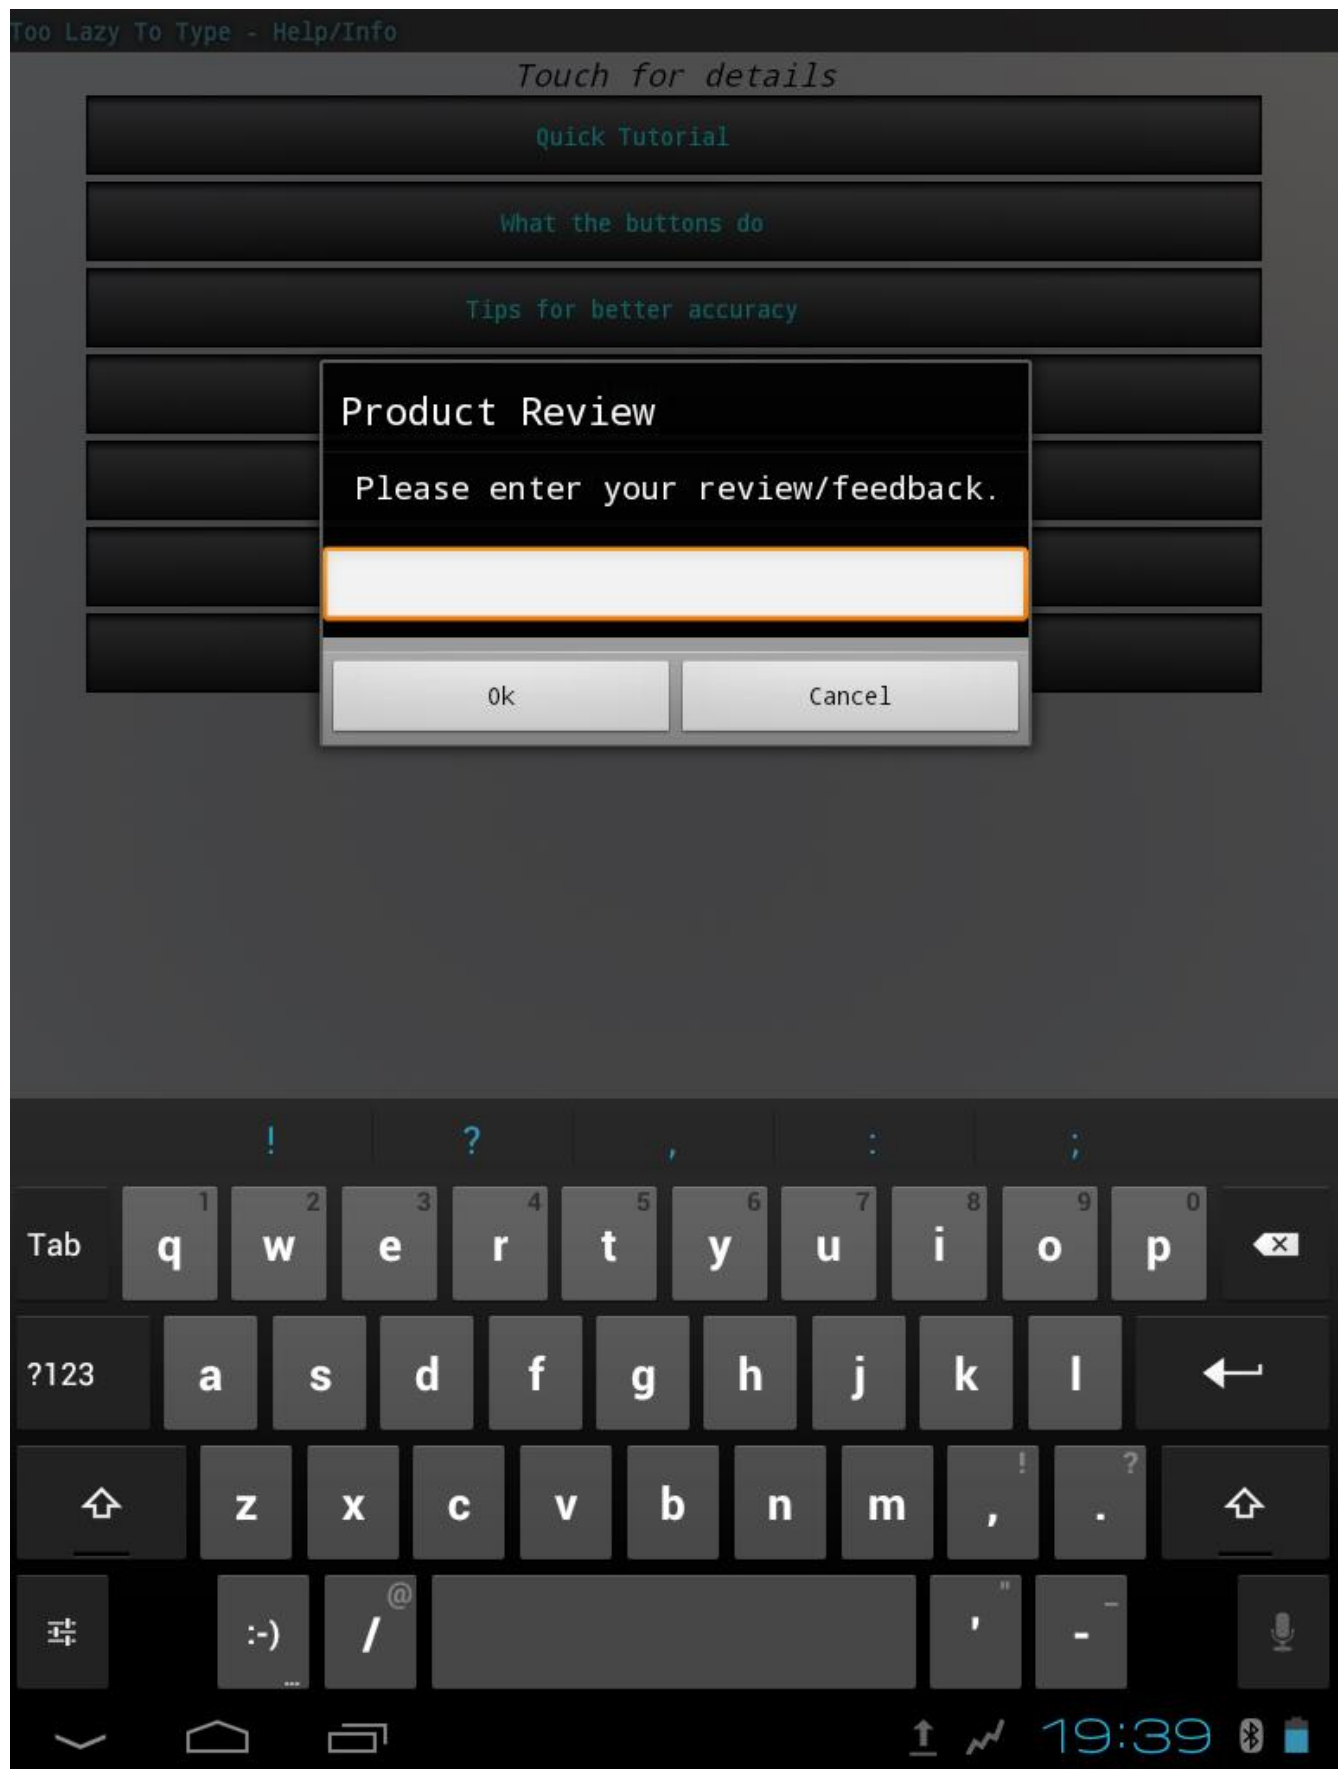 Too Lazy To Type - Help/Info
Touch for details
Quick Tutorial
What the buttons do
Tips for better accuracy
Product Review
Please enter your review/feedback.
Ok Cancel
! ? , : ;
Tab q 1 w 2 e 3 r 4 t 5 y 6 u 7 i 8 o 9 p 0
?123 a s d f g h j k l
z x c v b n m , ! . ?
:-) ... / @ ' " - _
19:39